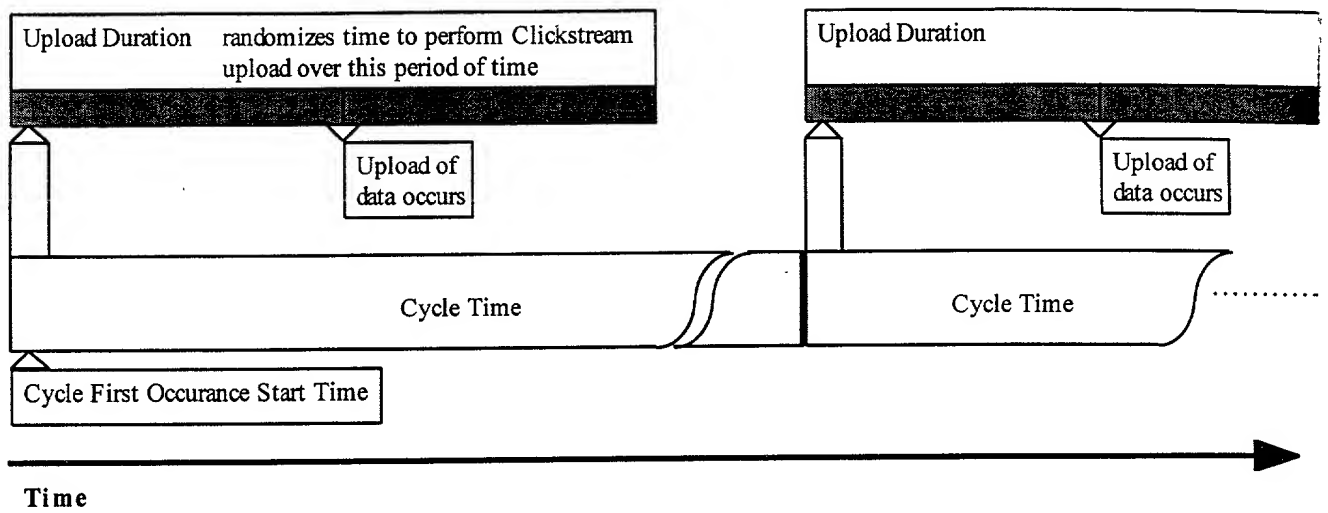 Upload Duration randomizes time to perform Clickstream
upload over this period of time
Upload Duration
Upload of
data occurs
Upload of
data occurs
Cycle Time
Cycle Time
Cycle First Occurance Start Time
Time